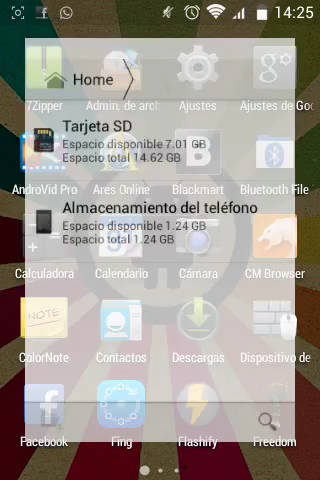 14:25
Home
7Zipper
Admin. de arch
Ajustes
Ajustes de Goo
Tarjeta SD
Espacio disponible 7.01 GB
Espacio total 14.62 GB
AndroVid Pro
Ares Online
Blackmart
Bluetooth File
Almacenamiento del teléfono
Espacio disponible 1.24 GB
Espacio total 1.24 GB
Calculadora
Calendario
Cámara
CM Browser
NOTE
ColorNote
Contactos
Descargas
Dispositivo de
Facebook
Fing
Flashify
Freedom